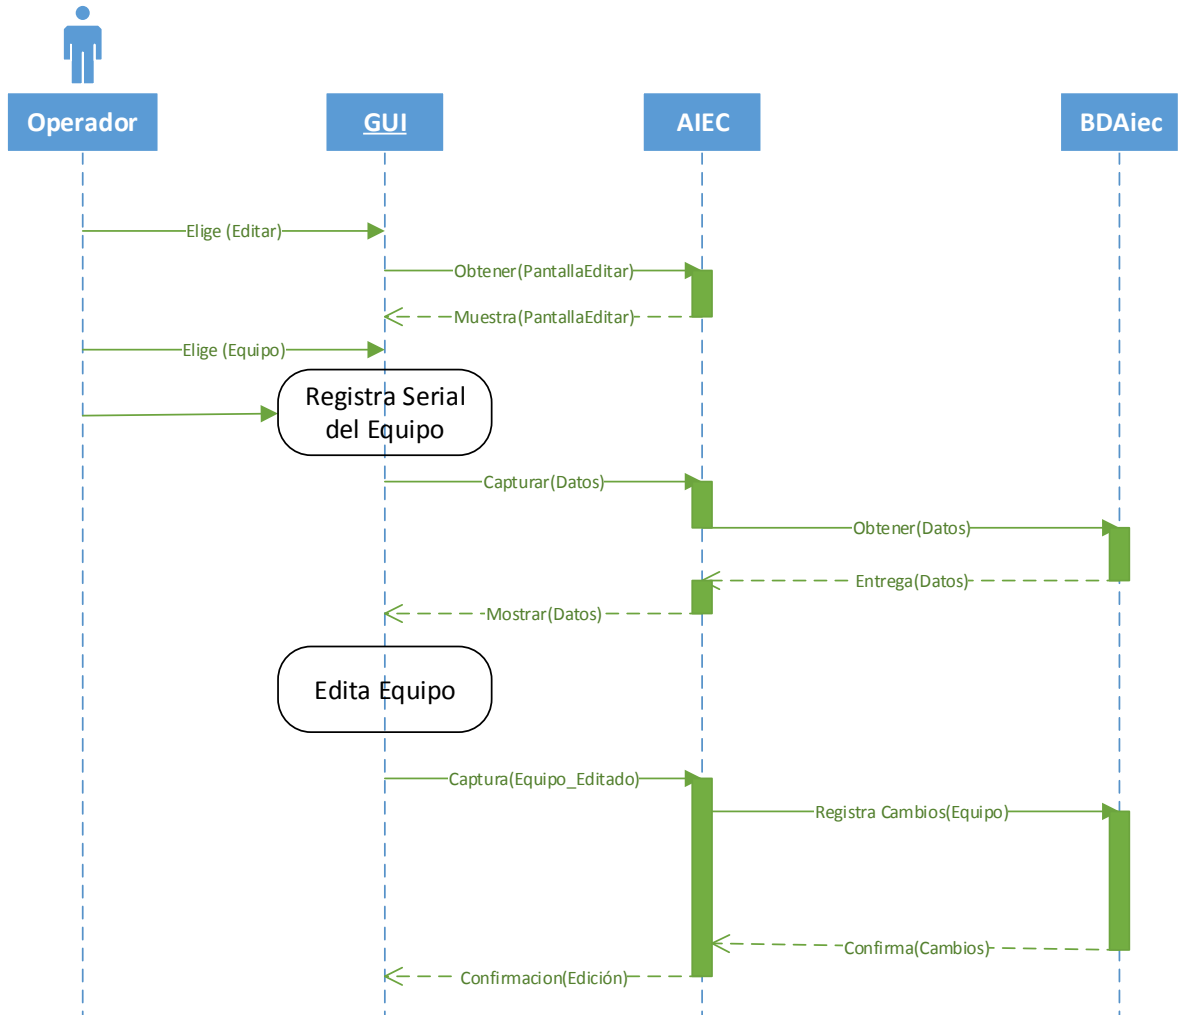 Operador
GUI
AIEC
BDAiec
Elige (Editar)
Obtener(PantallaEditar)
Muestra(PantallaEditar)
Elige (Equipo)
Registra Serial
del Equipo
Capturar(Datos)
Obtener(Datos)
Entrega(Datos)
Mostrar(Datos)
Edita Equipo
Captura(Equipo_Editado)
Registra Cambios(Equipo)
Confirma(Cambios)
Confirmacion(Edición)